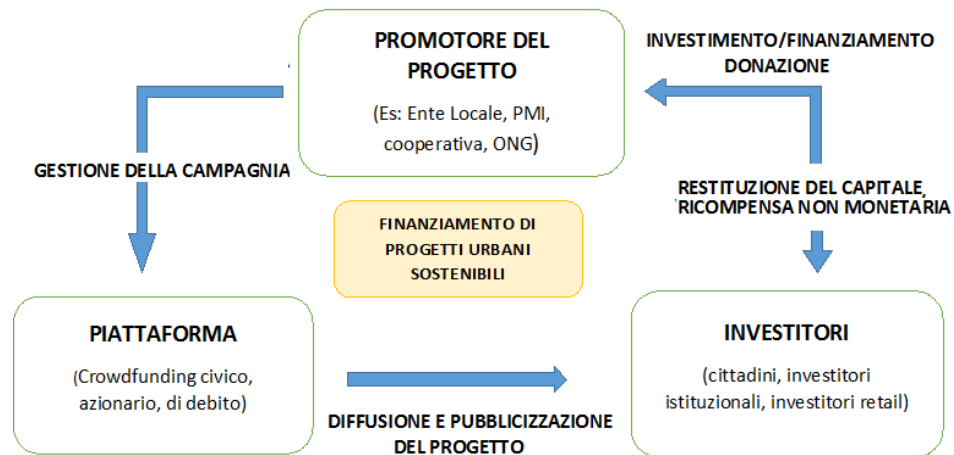 PROMOTORE DEL
PROGETTO
(Es: Ente Locale, PMI,
cooperativa, ONG)
INVESTIMENTO/FINANZIAMENTO
DONAZIONE
GESTIONE DELLA CAMPAGNIA
RESTITUZIONE DEL CAPITALE,
RICOMPENSA NON MONETARIA
FINANZIAMENTO DI
PROGETTI URBANI
SOSTENIBILI
PIATTAFORMA
(Crowdfunding civico,
azionario, di debito)
INVESTITORI
(cittadini, investitori
istituzionali, investitori retail)
DIFFUSIONE E PUBBLICIZZAZIONE
DEL PROGETTO